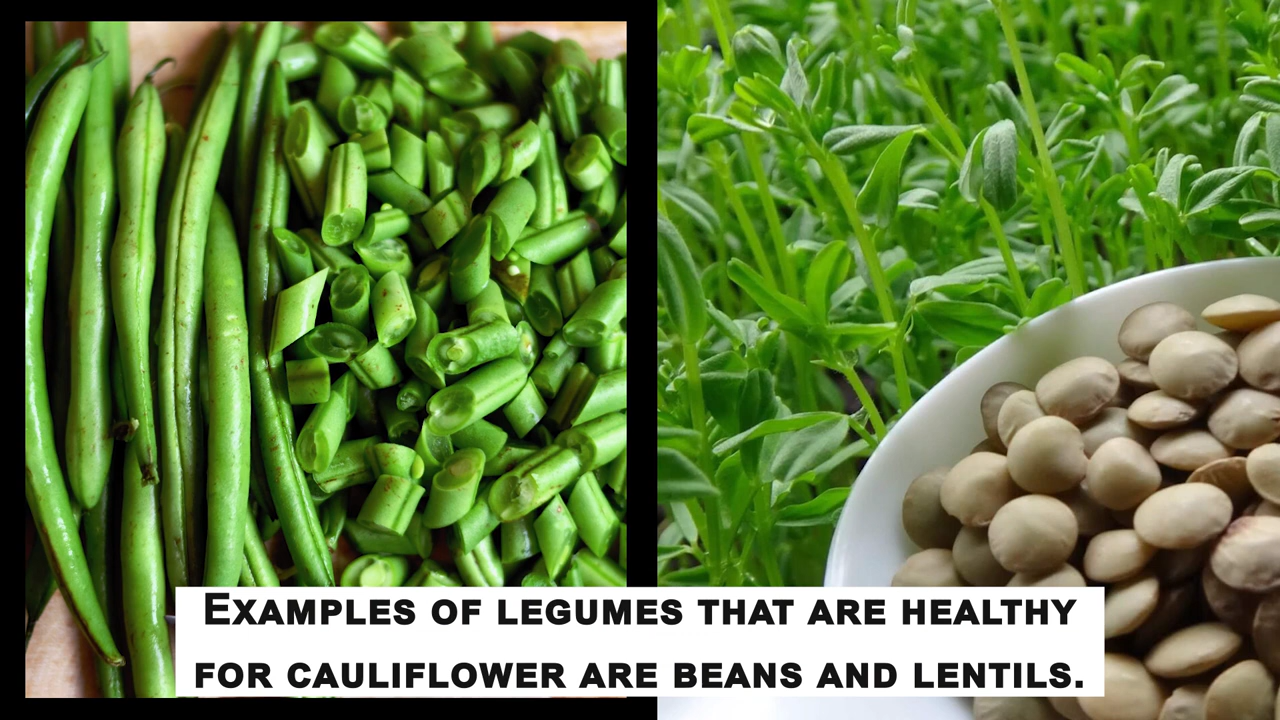 Examples of legumes that are healthy
for cauliflower are beans and lentils.